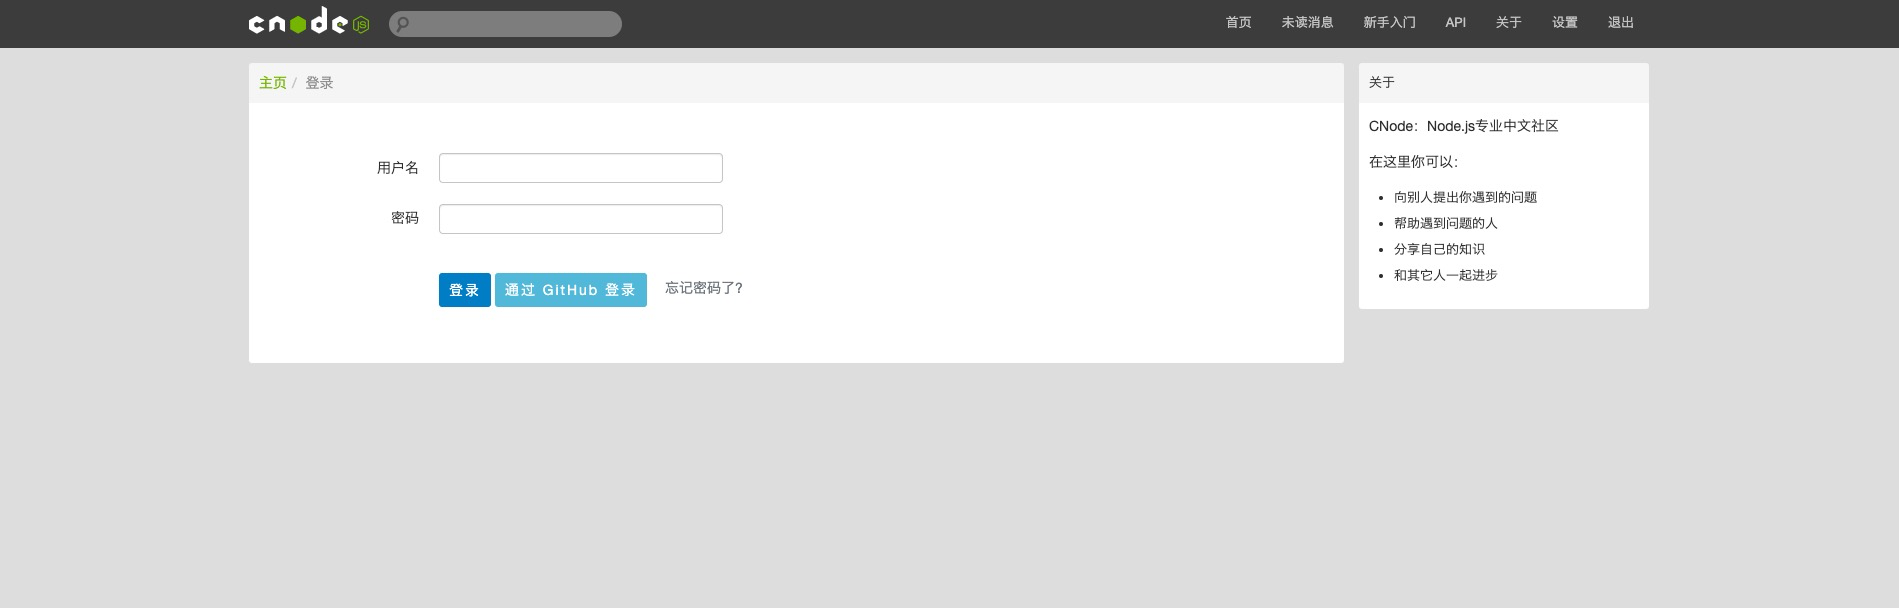 cnode JS
首页 未读消息 新手入门 API 关于 设置 退出
主页 / 登录
用户名
密码
登录 通过 GitHub 登录 忘记密码了?
关于
CNode：Node.js专业中文社区
在这里你可以：
向别人提出你遇到的问题
帮助遇到问题的人
分享自己的知识
和其它人一起进步